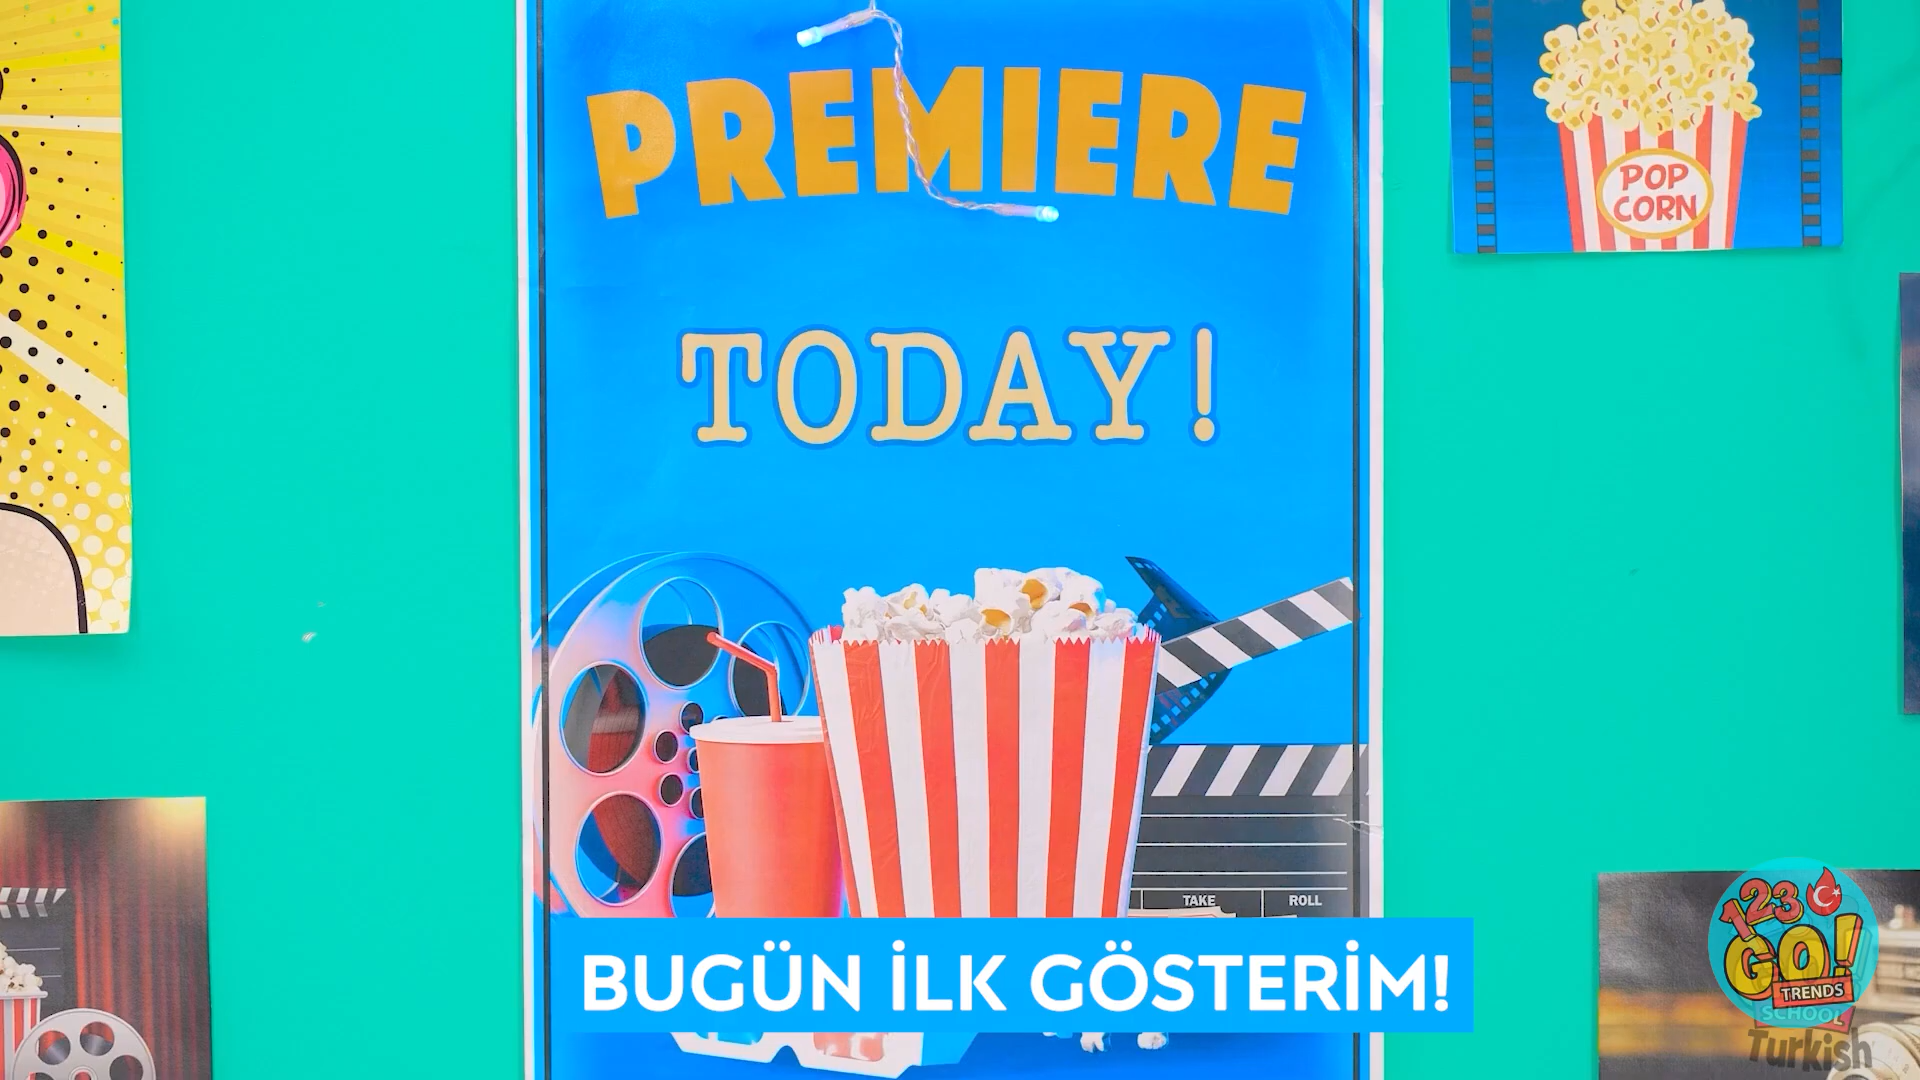 PREMIERE
TODAY!
POP
CORN
TAKE ROLL
BUGÜN İLK GÖSTERİM!
123
GO!
TRENDS
SCHOOL
Turkish